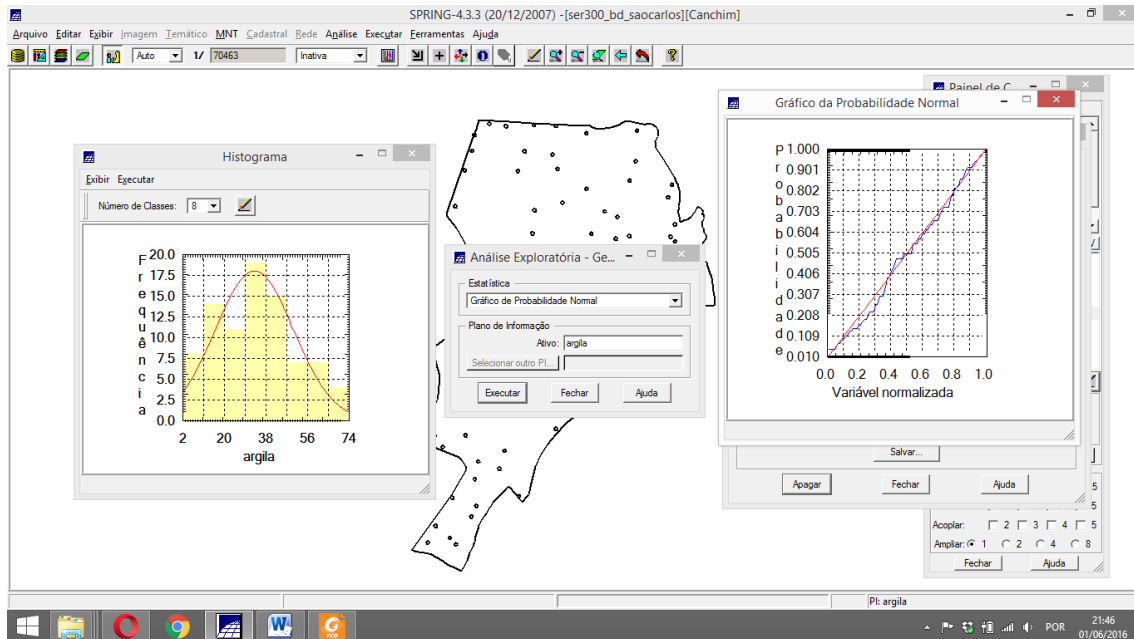 SPRING-4.3.3 (20/12/2007) -[ser300_bd_saocarlos][Canchim]
Arquivo Editar Exibir Imagem Temático MNT Cadastral Rede Análise Executar Ferramentas Ajuda
Auto 1/ 70463 Inativa
Painel de C...
Histograma
Exibir Executar
Número de Classes: 8
Frequência
20.0
17.5
15.0
12.5
10.0
7.5
5.0
2.5
0.0
2 20 38 56 74
argila
Análise Exploratória - Ge...
Estatística
Gráfico de Probabilidade Normal
Plano de Informação
Ativo: argila
Selecionar outro PI...
Executar Fechar Ajuda
Gráfico da Probabilidade Normal
Probabilidade
1.000
0.901
0.802
0.703
0.604
0.505
0.406
0.307
0.208
0.109
0.010
0.0 0.2 0.4 0.6 0.8 1.0
Variável normalizada
Salvar...
Apagar Fechar Ajuda
5
5
Acoplar: 2 3 4 5
Ampliar: 1 2 4 8
Fechar Ajuda
PI: argila
W
PDF
POR
21:46
01/06/2016